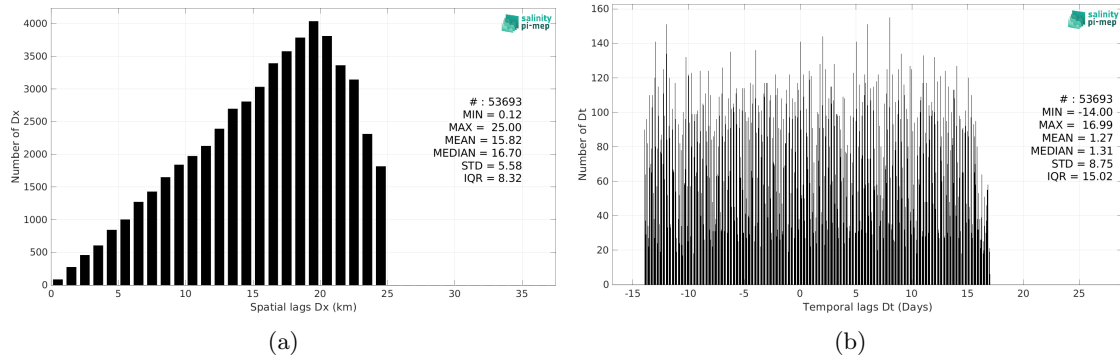 4000
3500
3000
2500
2000
1500
1000
500
0
Number of Dx
salinity
pi-mep
# : 53693
MIN = 0.12
MAX = 25.00
MEAN = 15.82
MEDIAN = 16.70
STD = 5.58
IQR = 8.32
0 5 10 15 20 25 30 35
Spatial lags Dx (km)
(a)
160
140
120
100
80
60
40
20
0
Number of Dt
salinity
pi-mep
# : 53693
MIN = -14.00
MAX = 16.99
MEAN = 1.27
MEDIAN = 1.31
STD = 8.75
IQR = 15.02
-15 -10 -5 0 5 10 15 20 25
Temporal lags Dt (Days)
(b)